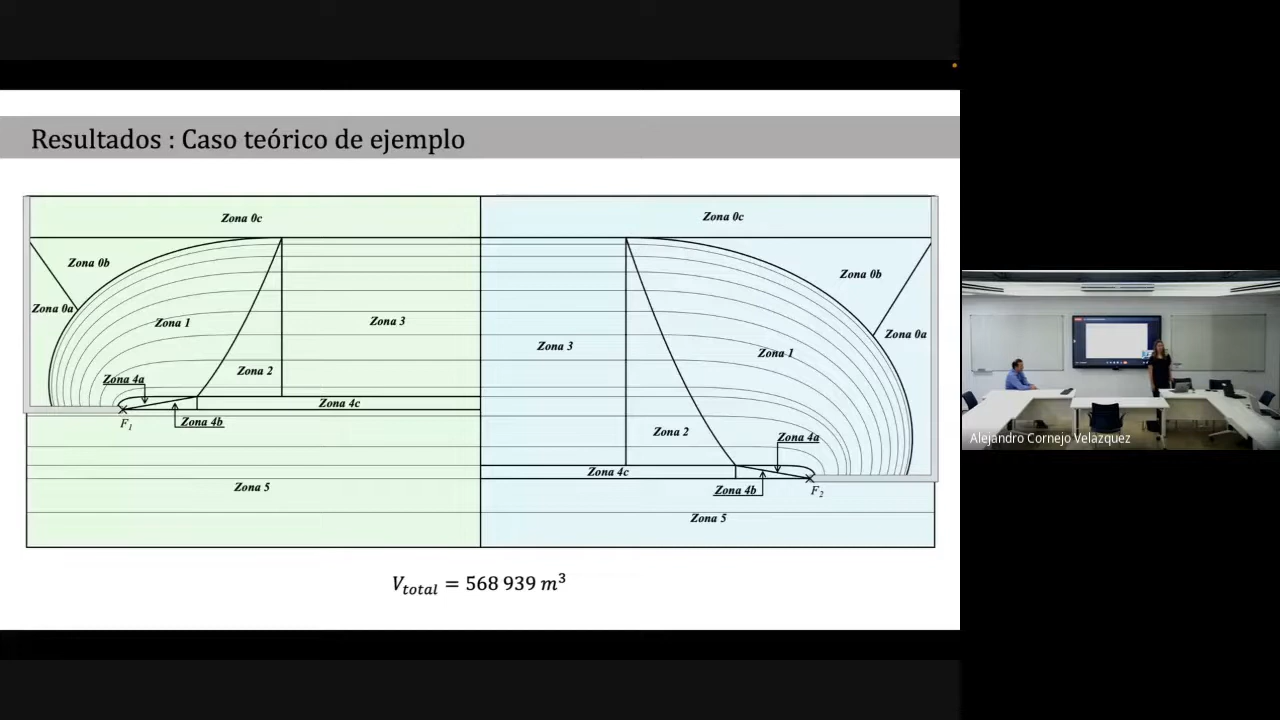 Resultados : Caso teórico de ejemplo
Zona 0c
Zona 0c
Zona 0b
Zona 0b
Zona 0a
Zona 0a
Zona 1
Zona 3
Zona 3
Zona 1
Zona 2
Zona 4a
Zona 4c
F1
Zona 4b
Zona 2
Zona 4a
Zona 4c
Zona 5
Zona 4b
F2
Zona 5
Vtotal = 568 939 m³
Alejandro Cornejo Velazquez